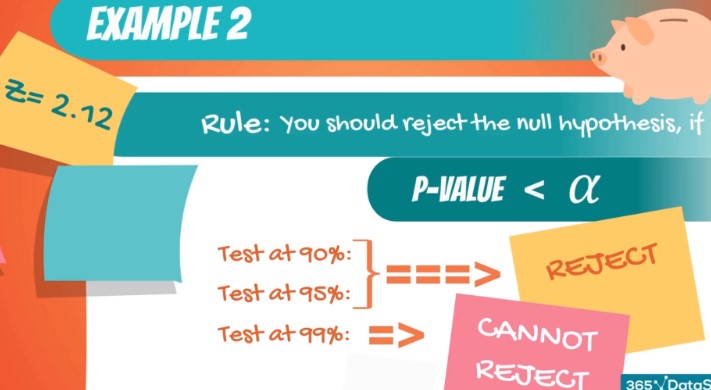 EXAMPLE 2
Z= 2.12
Rule: You should reject the null hypothesis, if
P-VALUE < α
Test at 90%:
Test at 95%:
===>
REJECT
Test at 99%:
=>
CANNOT
REJECT
365 DataS